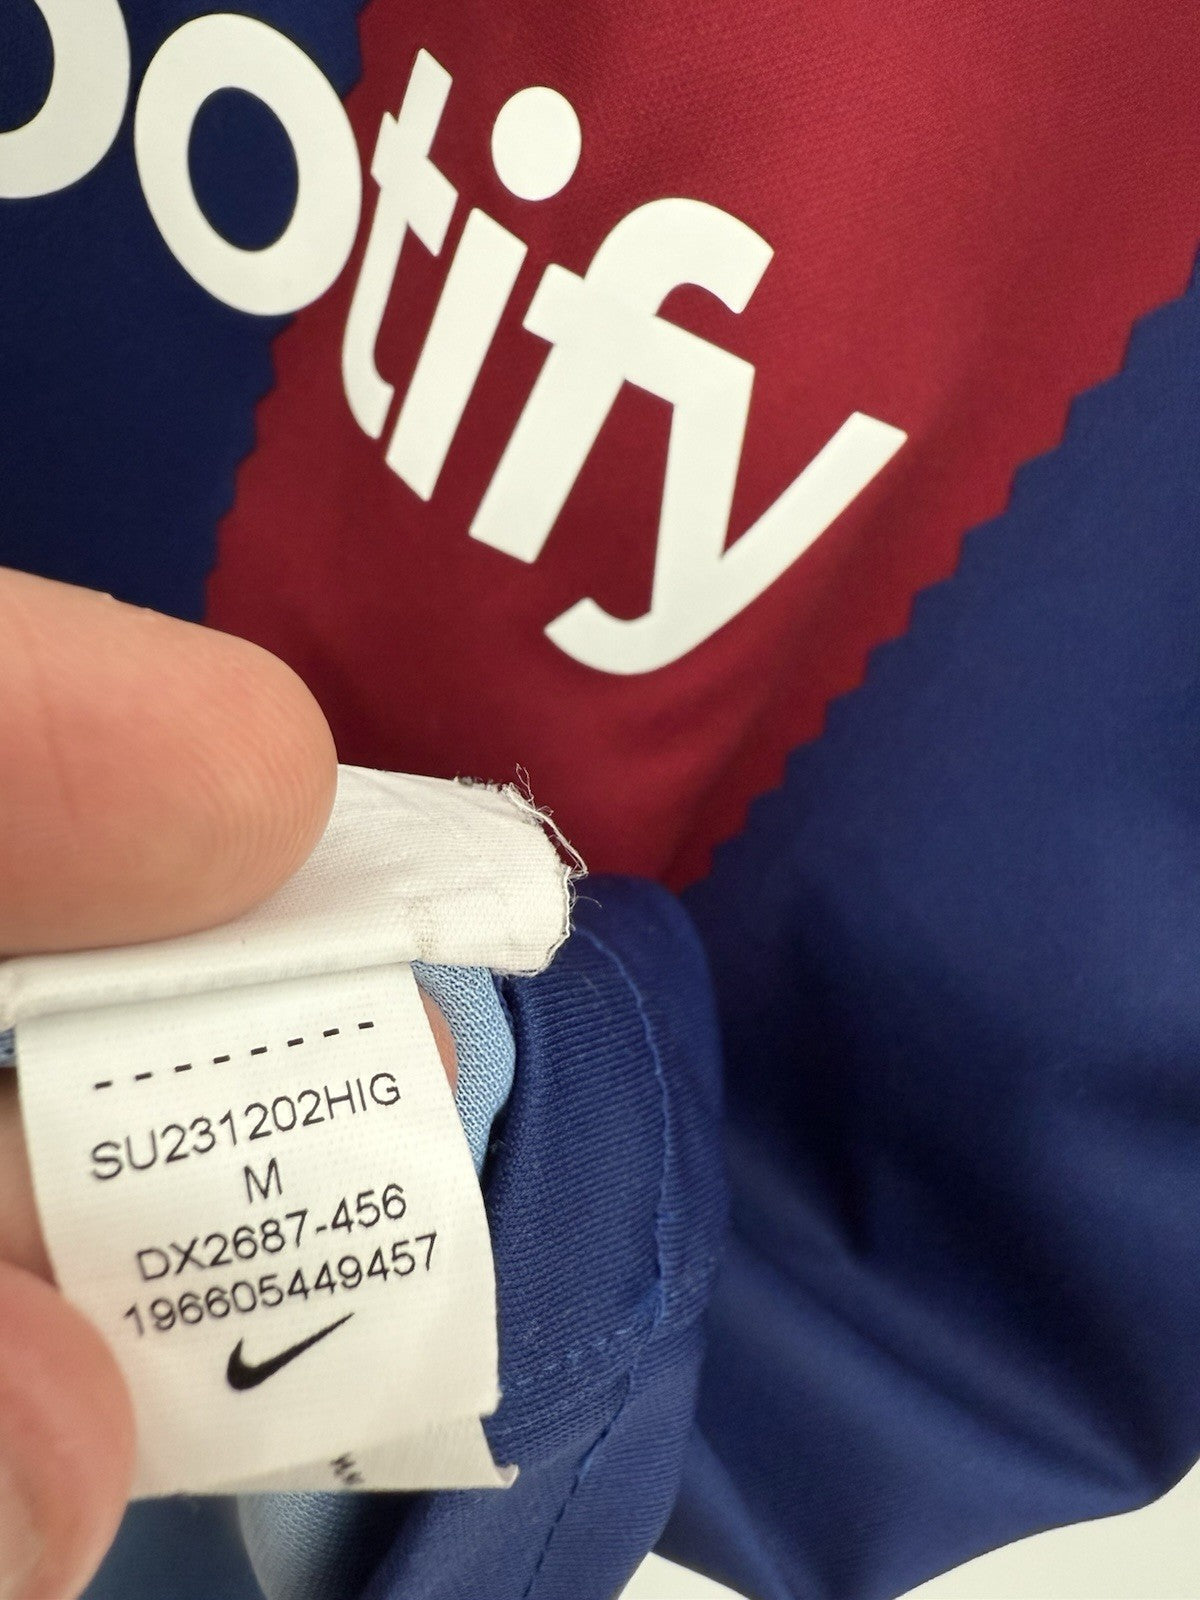 potify
- - - - - - - -
SU231202HIG
M
DX2687-456
196605449457